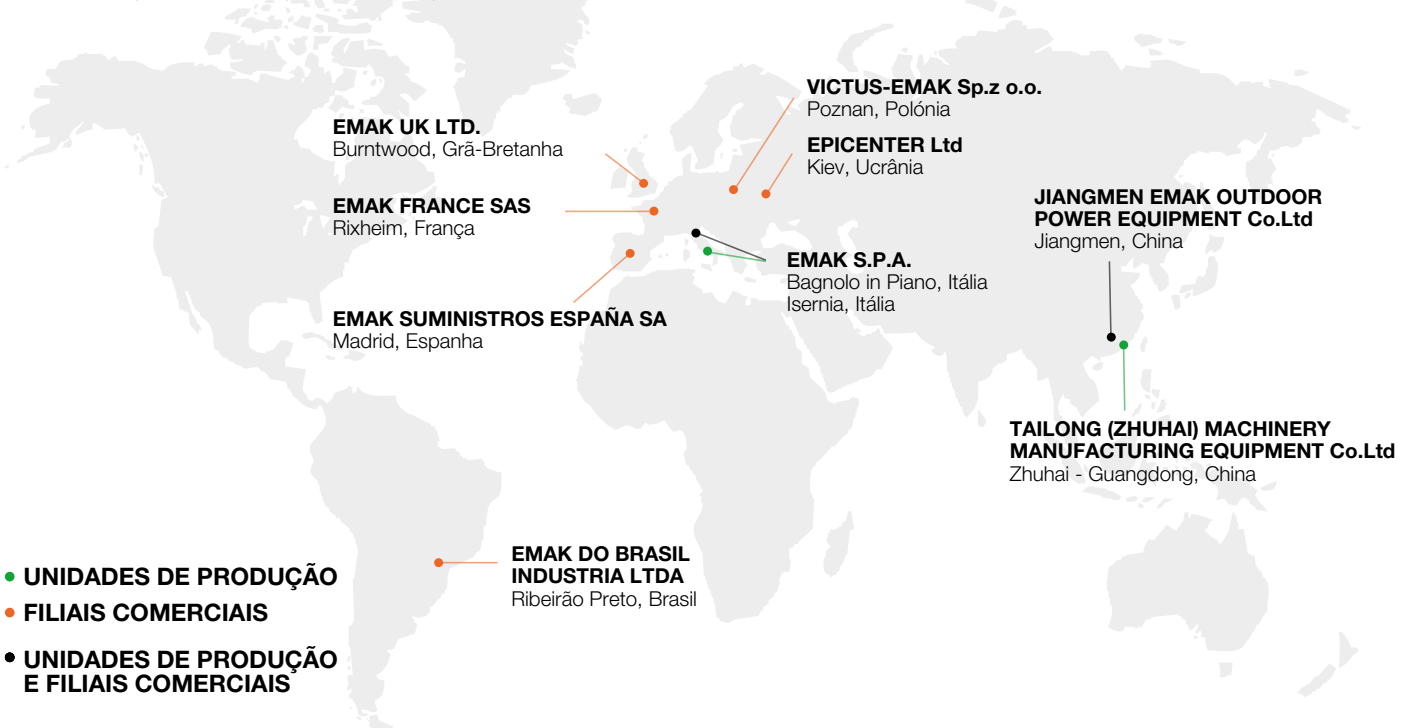 VICTUS-EMAK Sp.z o.o.
Poznan, Polónia
EMAK UK LTD.
Burntwood, Grã-Bretanha
EPICENTER Ltd
Kiev, Ucrânia
EMAK FRANCE SAS
Rixheim, França
JIANGMEN EMAK OUTDOOR
POWER EQUIPMENT Co.Ltd
Jiangmen, China
EMAK S.P.A.
Bagnolo in Piano, Itália
Isernia, Itália
EMAK SUMINISTROS ESPAÑA SA
Madrid, Espanha
TAILONG (ZHUHAI) MACHINERY
MANUFACTURING EQUIPMENT Co.Ltd
Zhuhai - Guangdong, China
EMAK DO BRASIL
INDUSTRIA LTDA
Ribeirão Preto, Brasil
UNIDADES DE PRODUÇÃO
FILIAIS COMERCIAIS
UNIDADES DE PRODUÇÃO
E FILIAIS COMERCIAIS